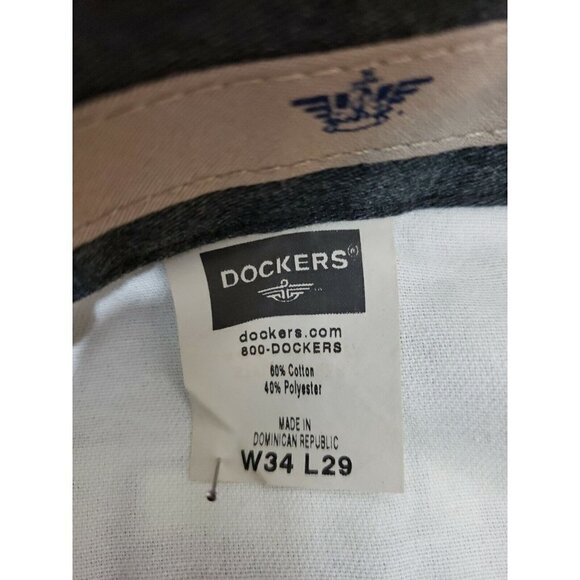 DOCKERS®
dockers.com
800-DOCKERS
60% Cotton
40% Polyester
MADE IN
DOMINICAN REPUBLIC
W34 L29